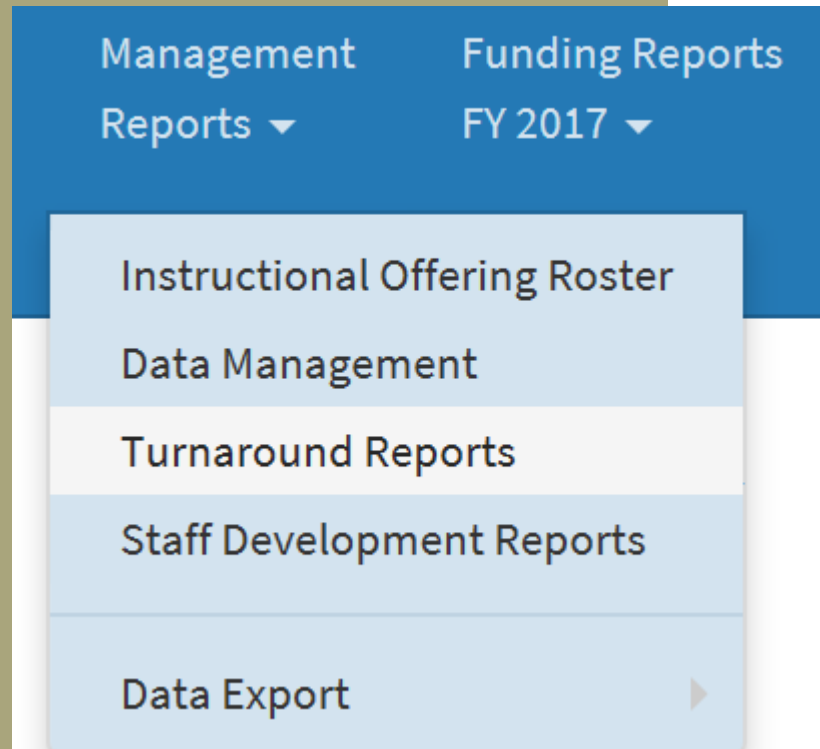 Management
Reports
Funding Reports
FY 2017
Instructional Offering Roster
Data Management
Turnaround Reports
Staff Development Reports
Data Export